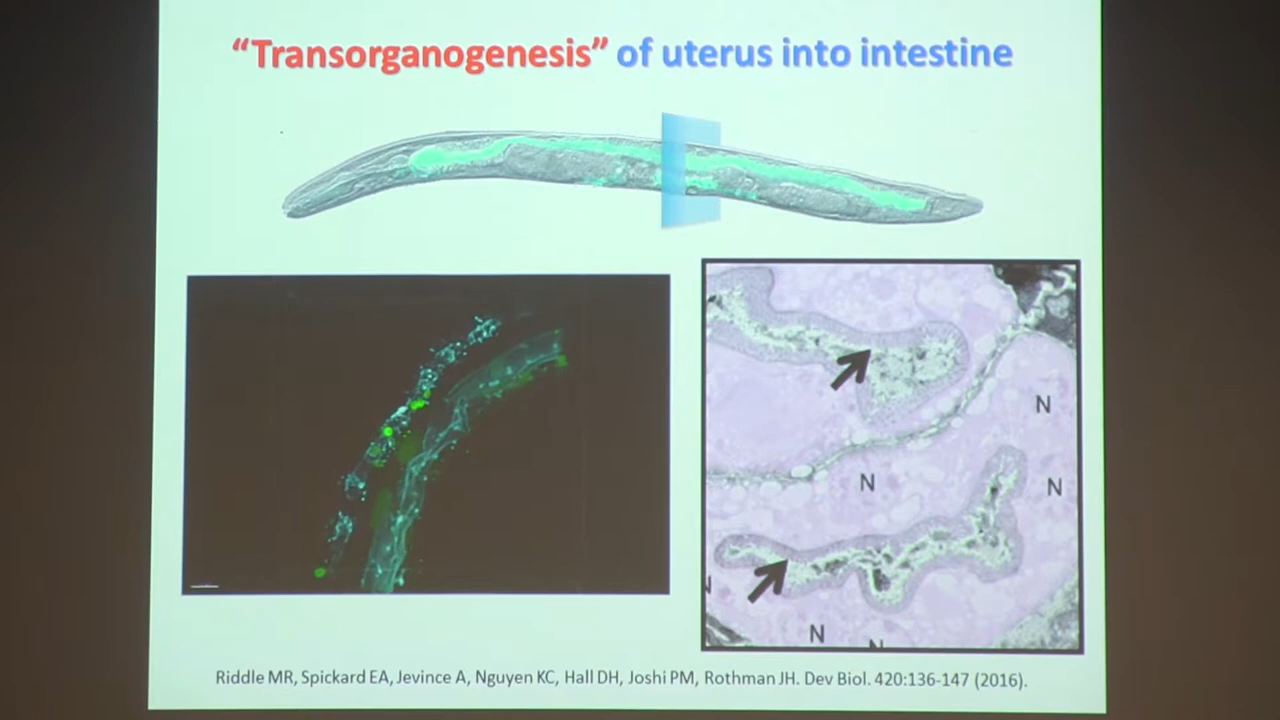 “Transorganogenesis” of uterus into intestine
N
N
N
N
N
Riddle MR, Spickard EA, Jevince A, Nguyen KC, Hall DH, Joshi PM, Rothman JH. Dev Biol. 420:136-147 (2016).